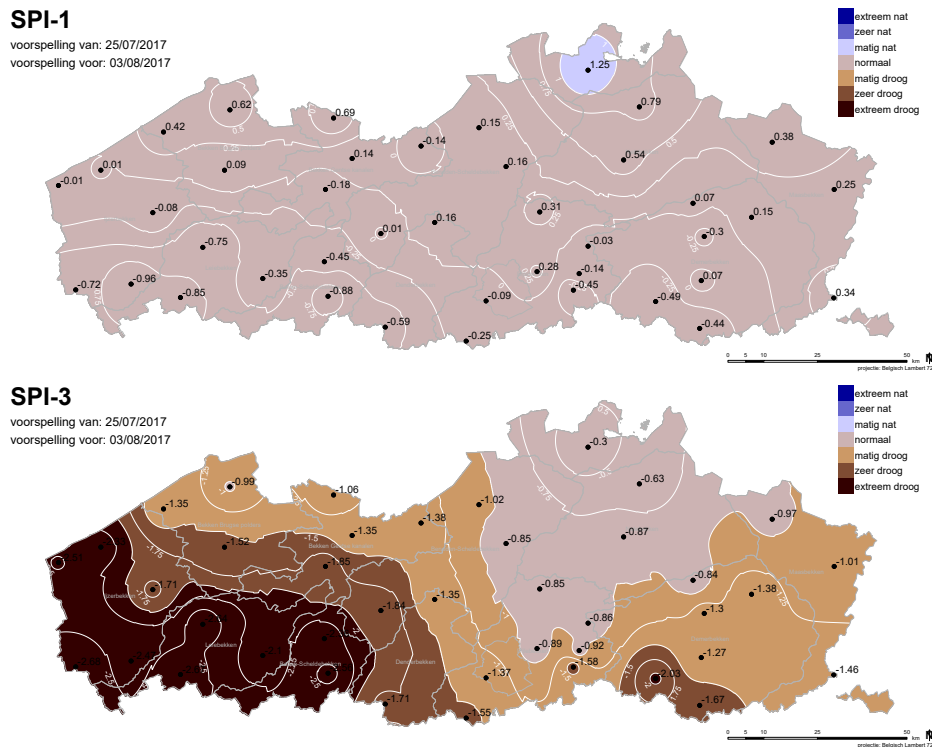 SPI-1
voorspelling van: 25/07/2017
voorspelling voor: 03/08/2017
extreem nat
zeer nat
matig nat
normaal
matig droog
zeer droog
extreem droog
1.25
0.79
0.62
0.69
0.42
0.15
0.38
0.14
-0.14
0.54
0.01
0.09
0.16
-0.01
-0.18
0.25
0.07
-0.08
0.31
0.15
0.16
0.01
-0.3
-0.75
-0.03
-0.45
0.28
-0.14
0.07
-0.35
-0.96
-0.72
-0.45
-0.88
-0.85
-0.09
-0.49
0.34
-0.59
-0.44
-0.25
0 5 10 25 50
km
projectie: Belgisch Lambert 72
SPI-3
voorspelling van: 25/07/2017
voorspelling voor: 03/08/2017
extreem nat
zeer nat
matig nat
normaal
matig droog
zeer droog
extreem droog
-0.3
-0.63
-0.99
-1.06
-1.02
-1.35
-0.97
-1.38
-1.35
-0.87
-0.85
-1.52
-1.01
-1.85
-0.84
-1.71
-0.85
-1.38
-1.35
-1.84
-1.3
-0.86
-0.89
-0.92
-1.27
-1.58
-1.37
-2.03
-1.46
-1.71
-1.67
-1.55
0 5 10 25 50
km
projectie: Belgisch Lambert 72